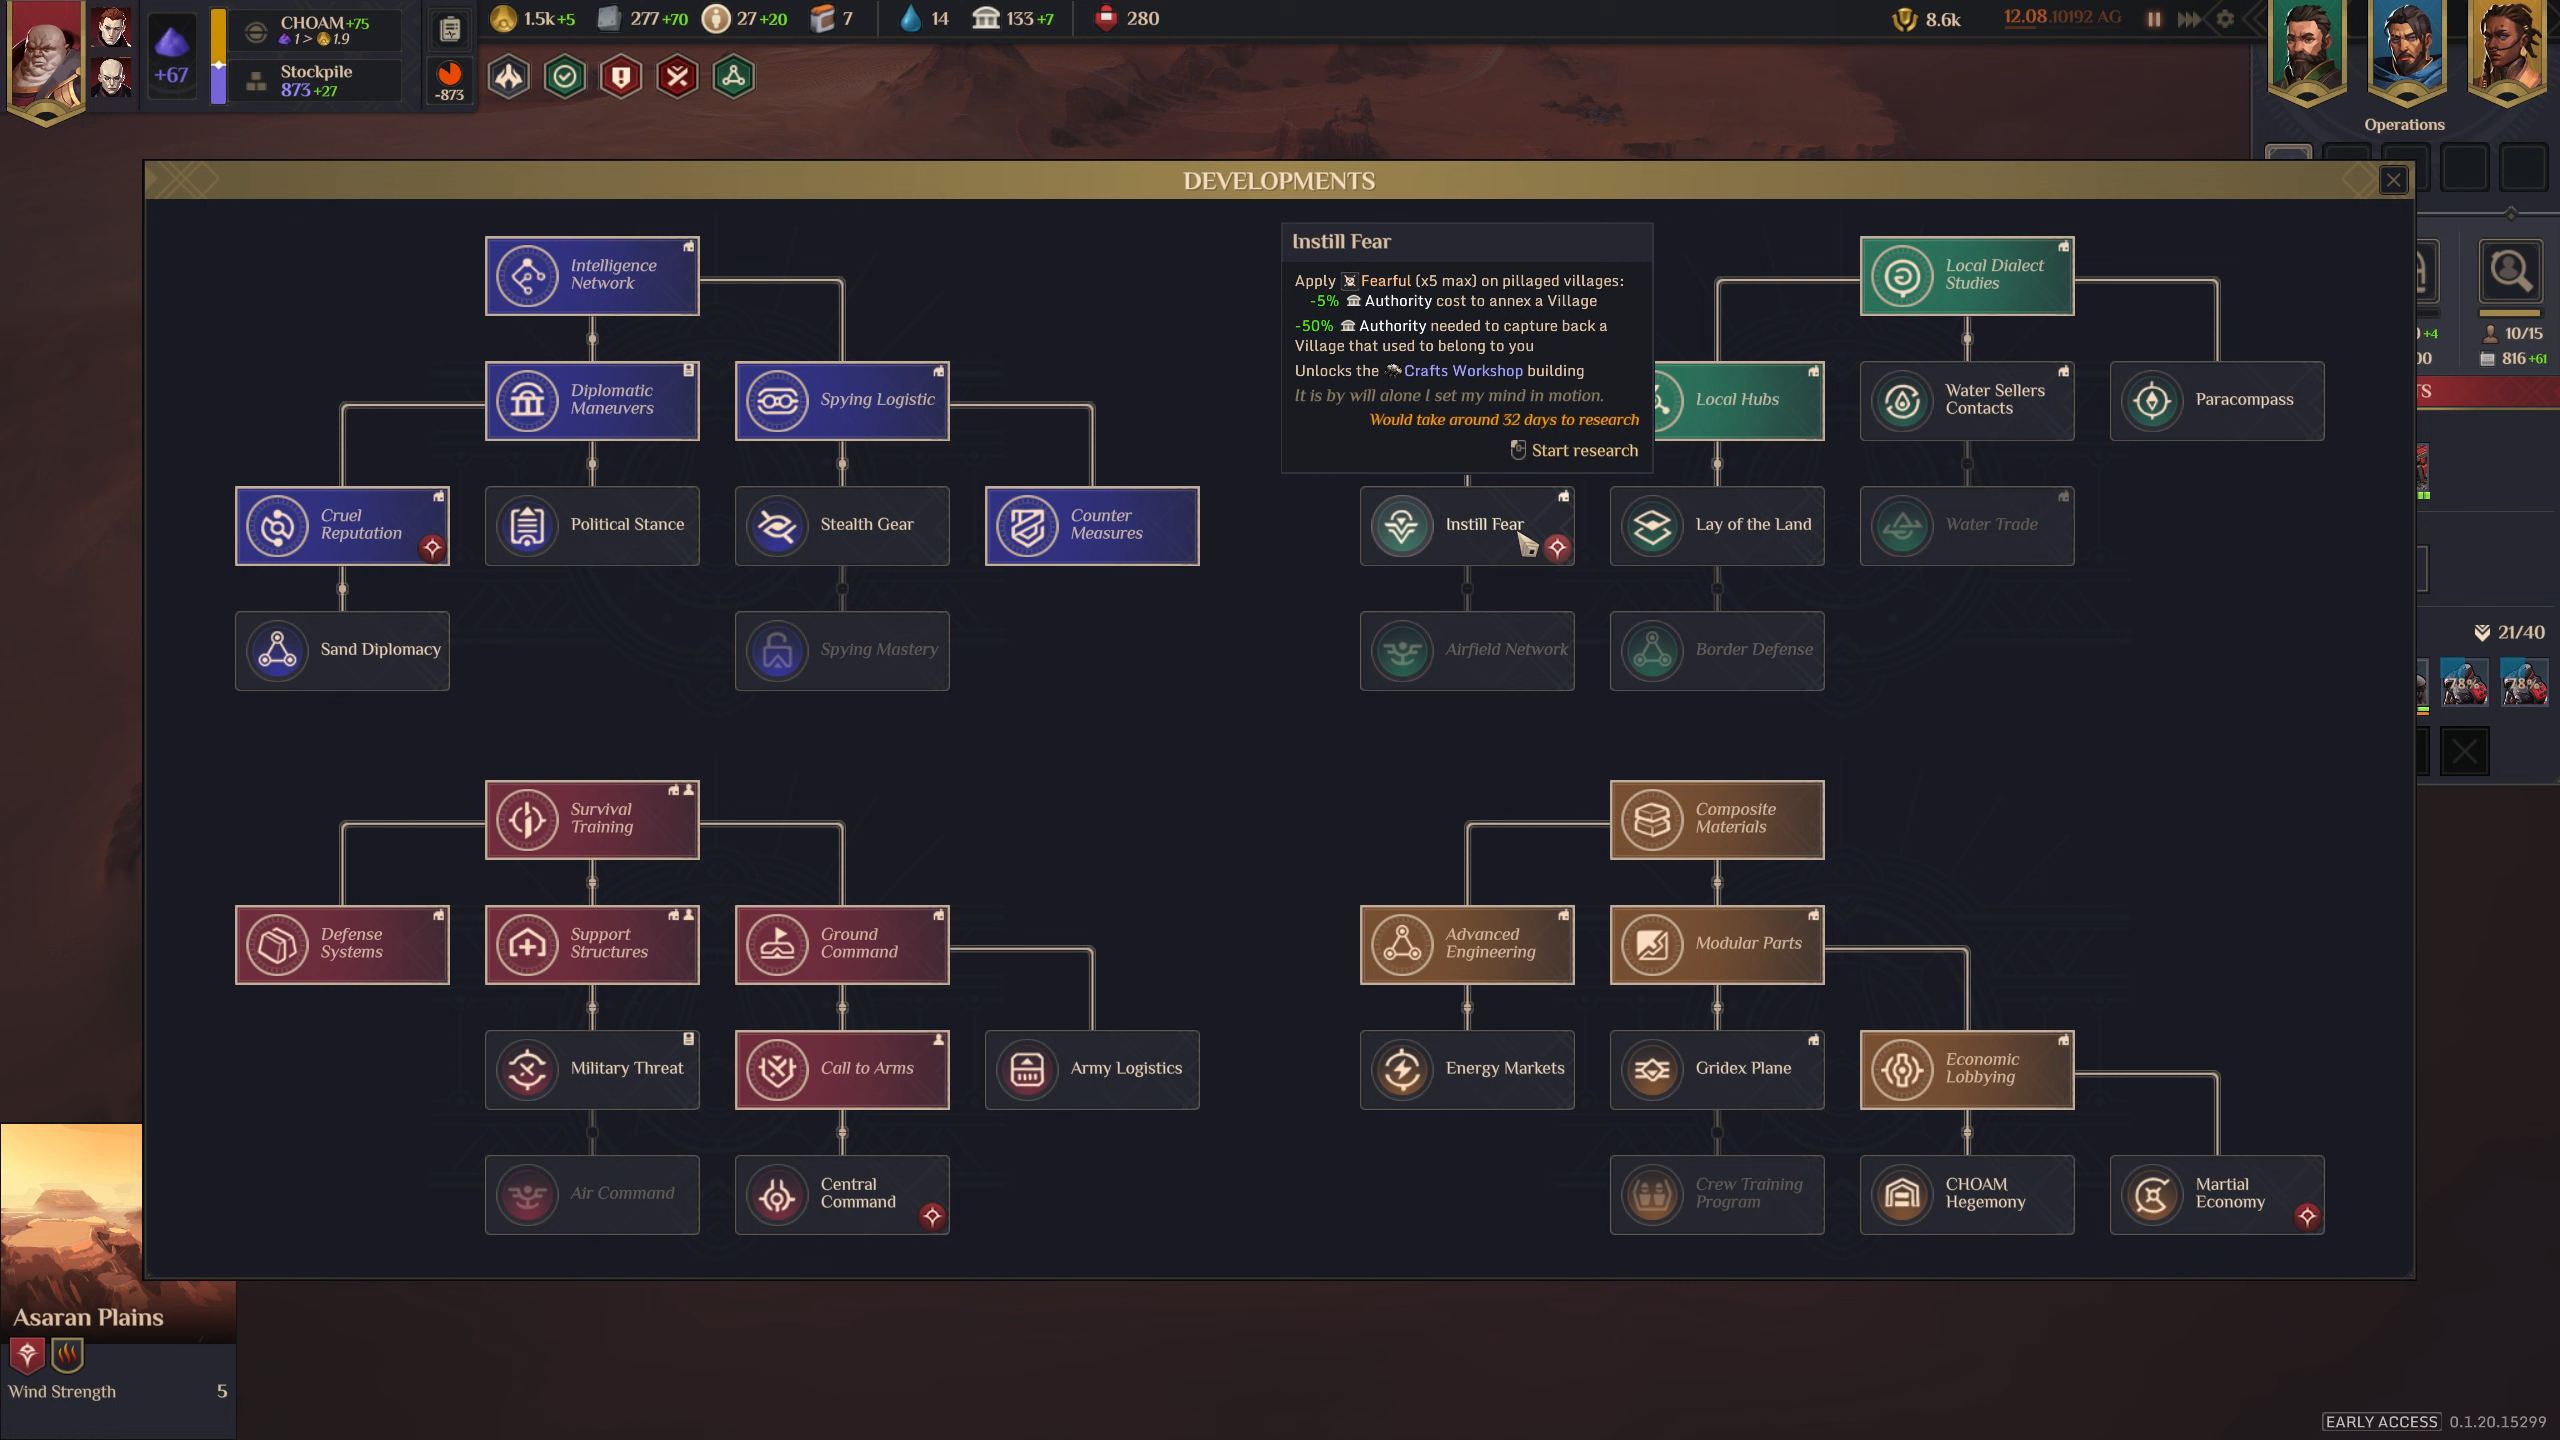 CHOAM +75
1 > 1.9
+67
Stockpile
873 +27
-873
1.5k +5
277 +70
27 +20
7
14
133 +7
280
8.6k
12.08.10192 AG
Operations
DEVELOPMENTS
Intelligence
Network
Diplomatic
Maneuvers
Spying Logistic
Cruel
Reputation
Political Stance
Stealth Gear
Counter
Measures
Sand Diplomacy
Spying Mastery
Instill Fear
Apply Fearful (x5 max) on pillaged villages:
-5% Authority cost to annex a Village
-50% Authority needed to capture back a
Village that used to belong to you
Unlocks the Crafts Workshop building
It is by will alone I set my mind in motion.
Would take around 32 days to research
Start research
Local Dialect
Studies
Local Hubs
Water Sellers
Contacts
Paracompass
Instill Fear
Lay of the Land
Water Trade
Airfield Network
Border Defense
Survival
Training
Defense
Systems
Support
Structures
Ground
Command
Military Threat
Call to Arms
Army Logistics
Air Command
Central
Command
Composite
Materials
Advanced
Engineering
Modular Parts
Energy Markets
Gridex Plane
Economic
Lobbying
Crew Training
Program
CHOAM
Hegemony
Martial
Economy
+4
10/15
00
816 +61
TS
21/40
78%
78%
Asaran Plains
Wind Strength 5
EARLY ACCESS 0.1.20.15299